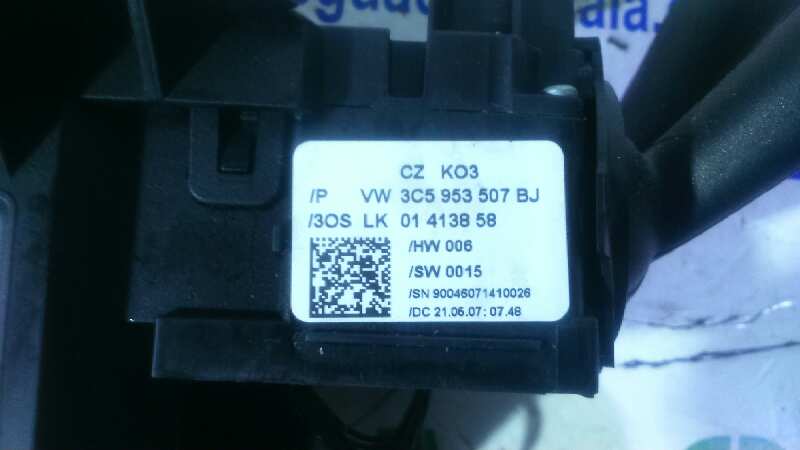 CZ KO3
/P VW 3C5 953 507 BJ
/3OS LK 01 4138 58
/HW 006
/SW 0015
/SN 90046071410026
/DC 21.06.07: 07.48